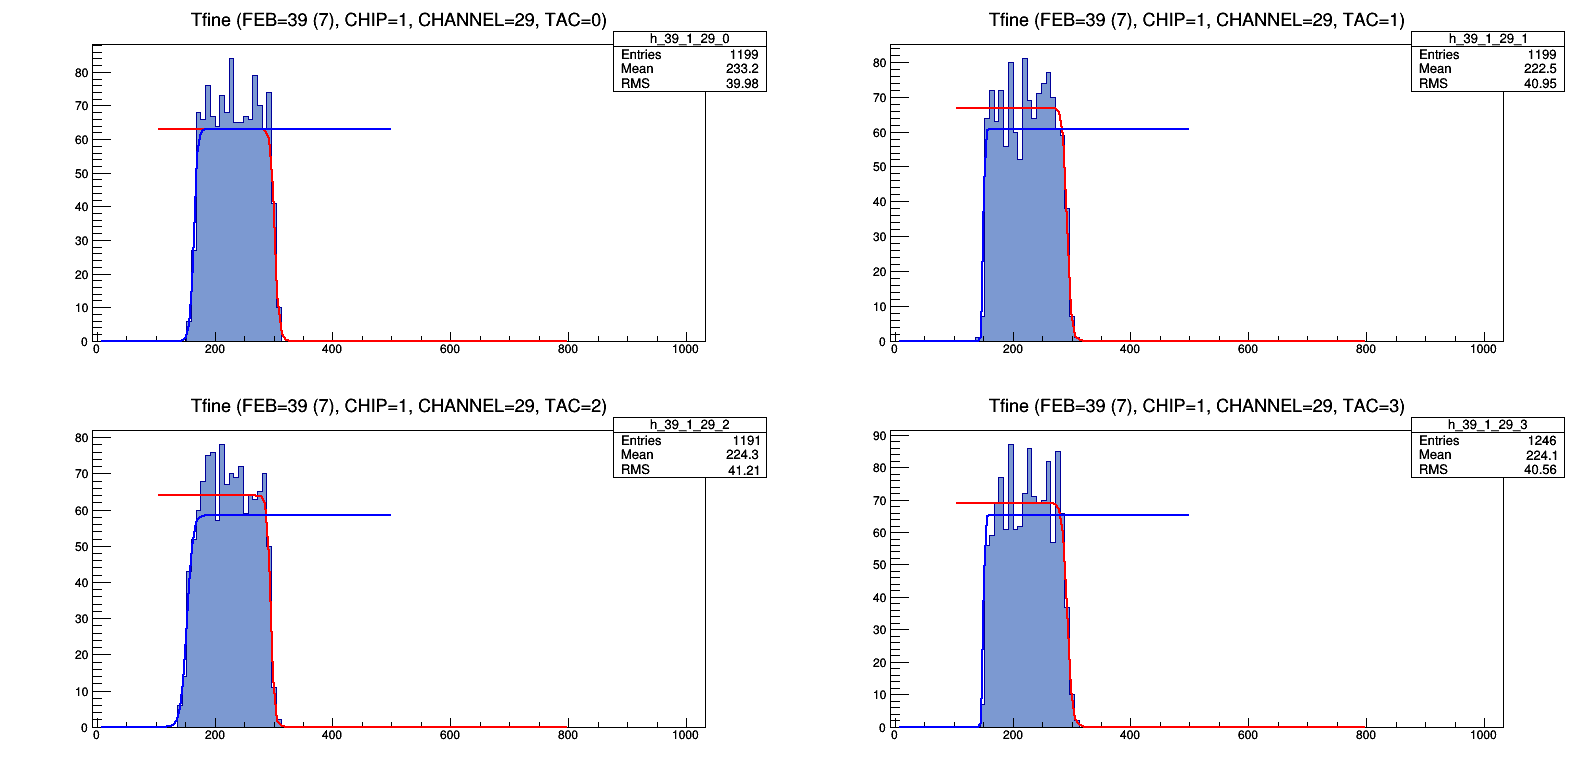 Tfine (FEB=39 (7), CHIP=1, CHANNEL=29, TAC=0)
h_39_1_29_0
Entries 1199
Mean 233.2
RMS 39.98
80
70
60
50
40
30
20
10
0
0 200 400 600 800 1000
Tfine (FEB=39 (7), CHIP=1, CHANNEL=29, TAC=1)
h_39_1_29_1
Entries 1199
Mean 222.5
RMS 40.95
80
70
60
50
40
30
20
10
0
0 200 400 600 800 1000
Tfine (FEB=39 (7), CHIP=1, CHANNEL=29, TAC=2)
h_39_1_29_2
Entries 1191
Mean 224.3
RMS 41.21
80
70
60
50
40
30
20
10
0
0 200 400 600 800 1000
Tfine (FEB=39 (7), CHIP=1, CHANNEL=29, TAC=3)
h_39_1_29_3
Entries 1246
Mean 224.1
RMS 40.56
90
80
70
60
50
40
30
20
10
0
0 200 400 600 800 1000